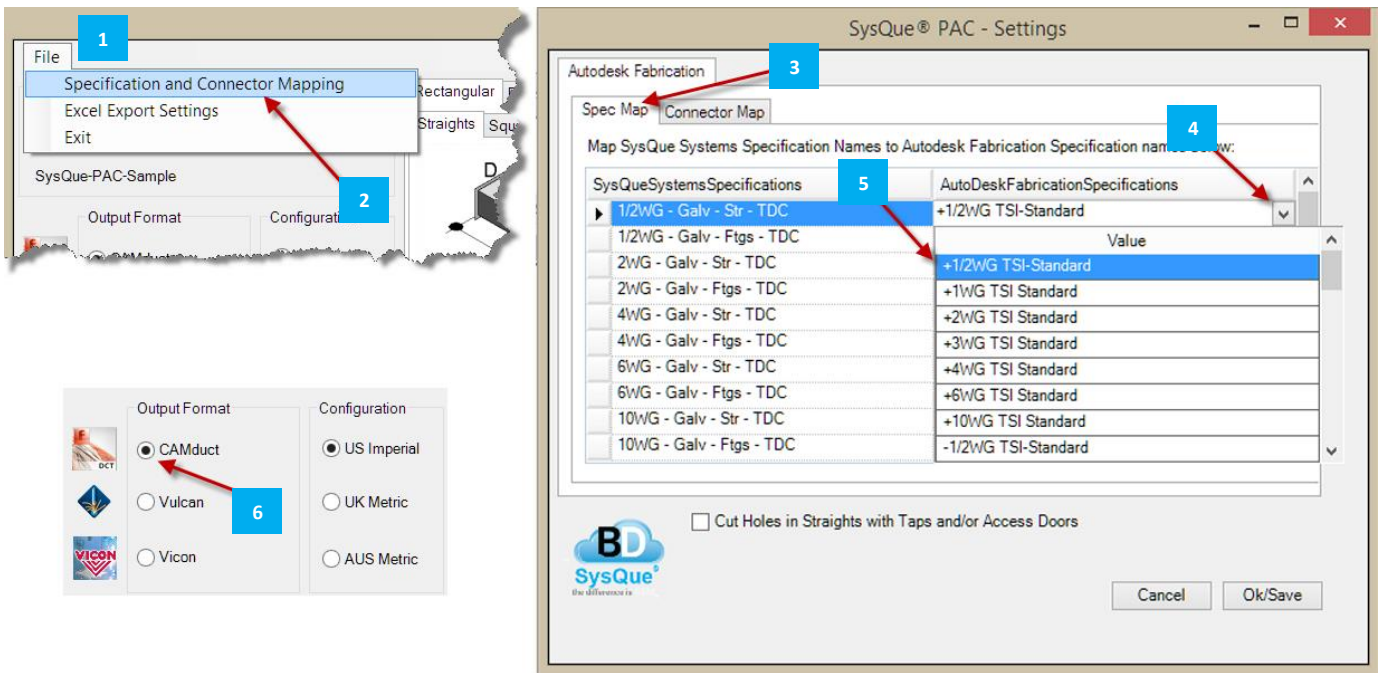 1
File
Specification and Connector Mapping
Excel Export Settings
Exit
Rectangular
Straights
D
SysQue-PAC-Sample
2
Output Format
Output Format
Configuration
CAMduct
US Imperial
DCT
Vulcan
UK Metric
6
VICON
Vicon
AUS Metric
SysQue® PAC - Settings
Autodesk Fabrication
3
Spec Map
Connector Map
4
Map SysQue Systems Specification Names to Autodesk Fabrication Specification names below:
SysQueSystemsSpecifications
5
AutoDeskFabricationSpecifications
1/2WG - Galv - Str - TDC
+1/2WG TSI-Standard
1/2WG - Galv - Ftgs - TDC
Value
2WG - Galv - Str - TDC
+1/2WG TSI-Standard
2WG - Galv - Ftgs - TDC
+1WG TSI Standard
4WG - Galv - Str - TDC
+2WG TSI Standard
4WG - Galv - Ftgs - TDC
+3WG TSI Standard
6WG - Galv - Str - TDC
+4WG TSI Standard
6WG - Galv - Ftgs - TDC
+6WG TSI Standard
10WG - Galv - Str - TDC
+10WG TSI Standard
10WG - Galv - Ftgs - TDC
-1/2WG TSI-Standard
Cut Holes in Straights with Taps and/or Access Doors
BD
SysQue®
the difference is
Cancel
Ok/Save